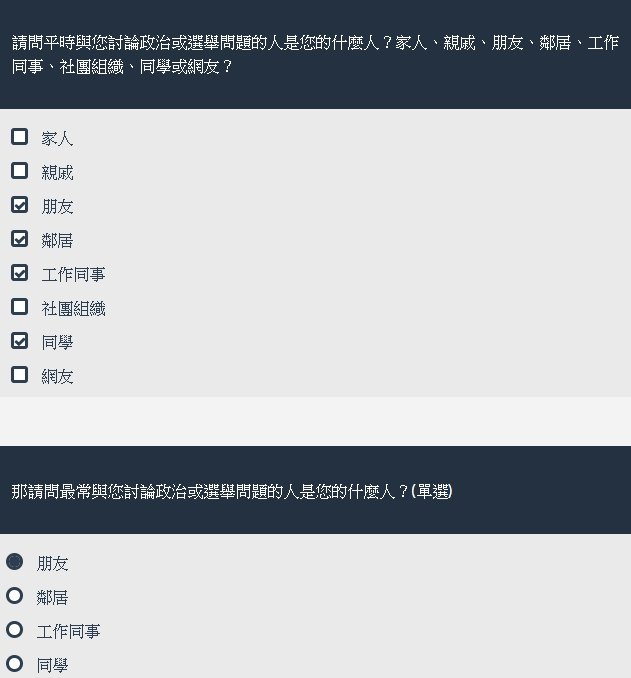 請問平時與您討論政治或選舉問題的人是您的什麼人？家人、親戚、朋友、鄰居、工作
同事、社團組織、同學或網友？
家人
親戚
朋友
鄰居
工作同事
社團組織
同學
網友
那請問最常與您討論政治或選舉問題的人是您的什麼人？(單選)
朋友
鄰居
工作同事
同學